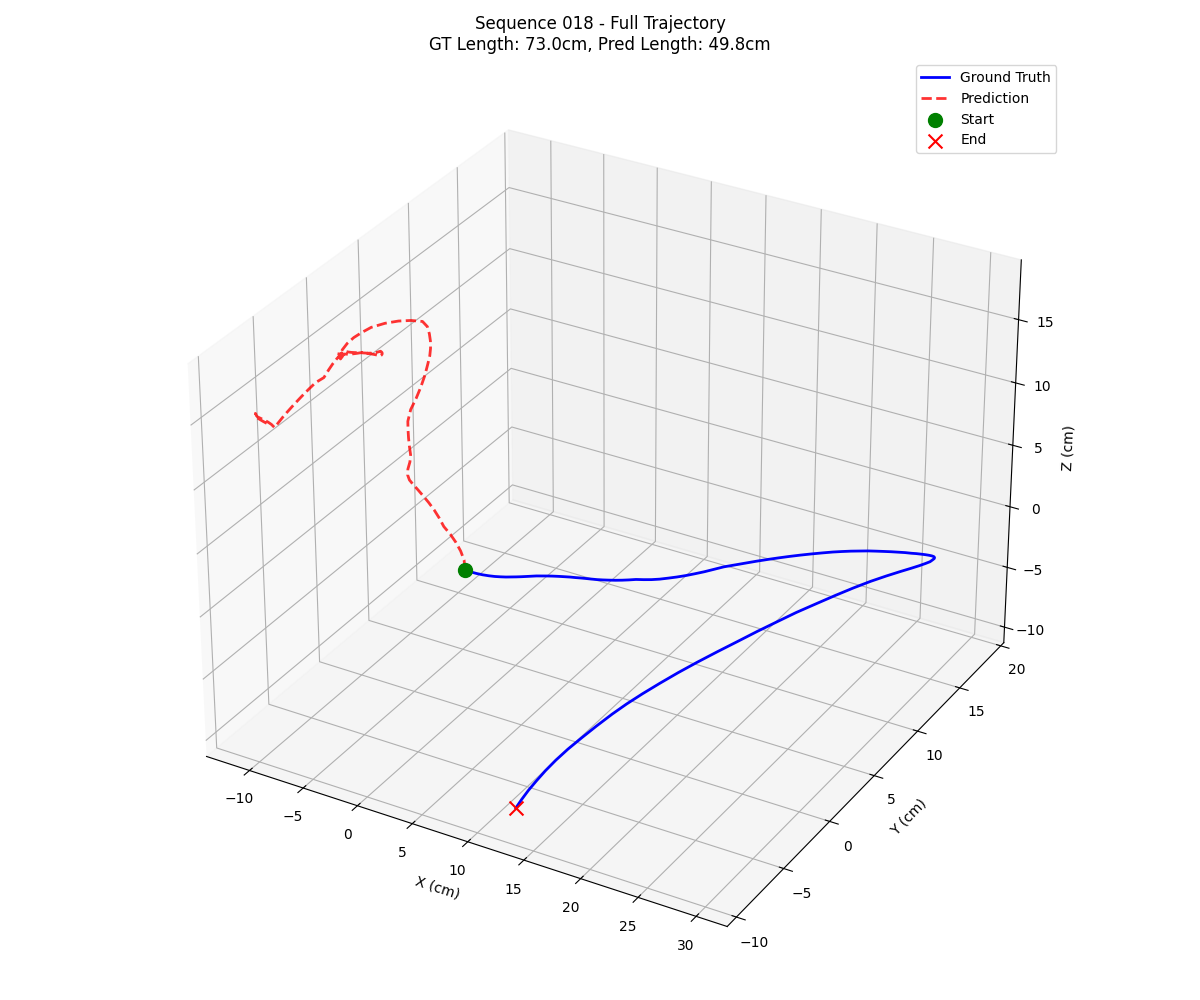 Sequence 018 - Full Trajectory
GT Length: 73.0cm, Pred Length: 49.8cm
Ground Truth
Prediction
Start
End
15
10
5
0
−5
−10
Z (cm)
20
15
10
5
0
−5
−10
Y (cm)
−10
−5
0
5
10
15
20
25
30
X (cm)